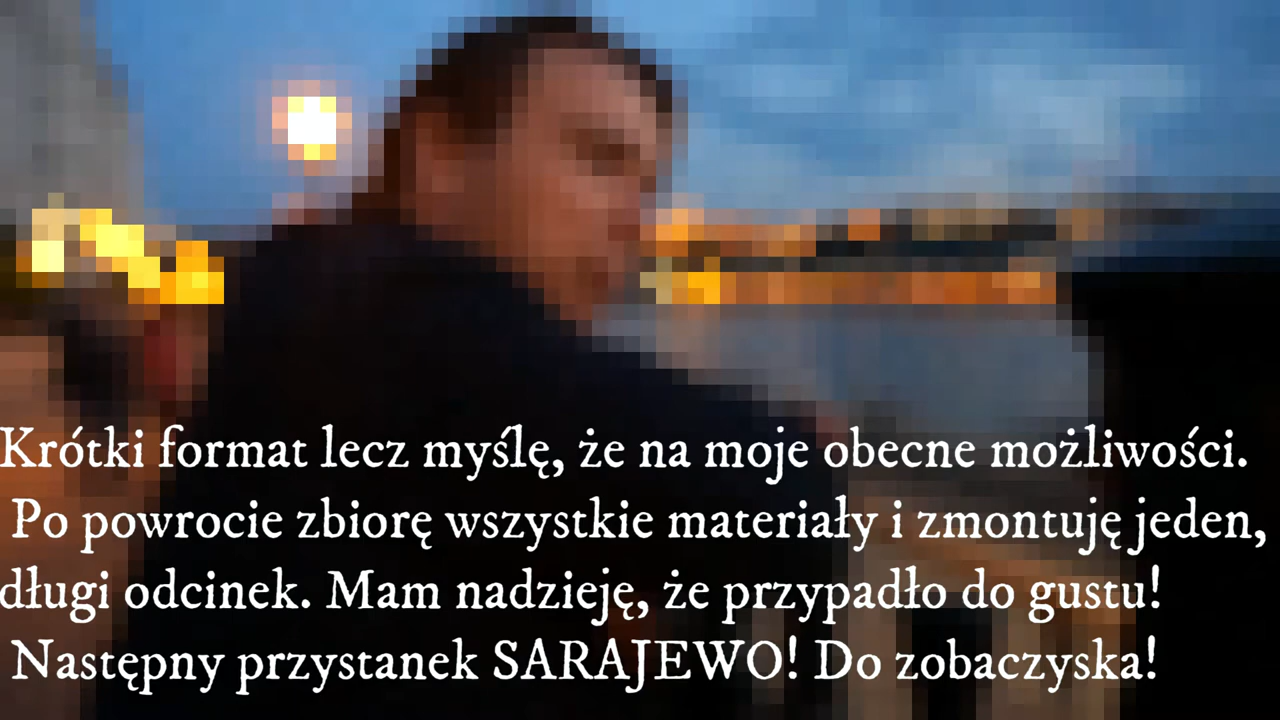 Krótki format lecz myślę, że na moje obecne możliwości.
Po powrocie zbiorę wszystkie materiały i zmontuję jeden,
długi odcinek. Mam nadzieję, że przypadło do gustu!
Następny przystanek SARAJEWO! Do zobaczyska!